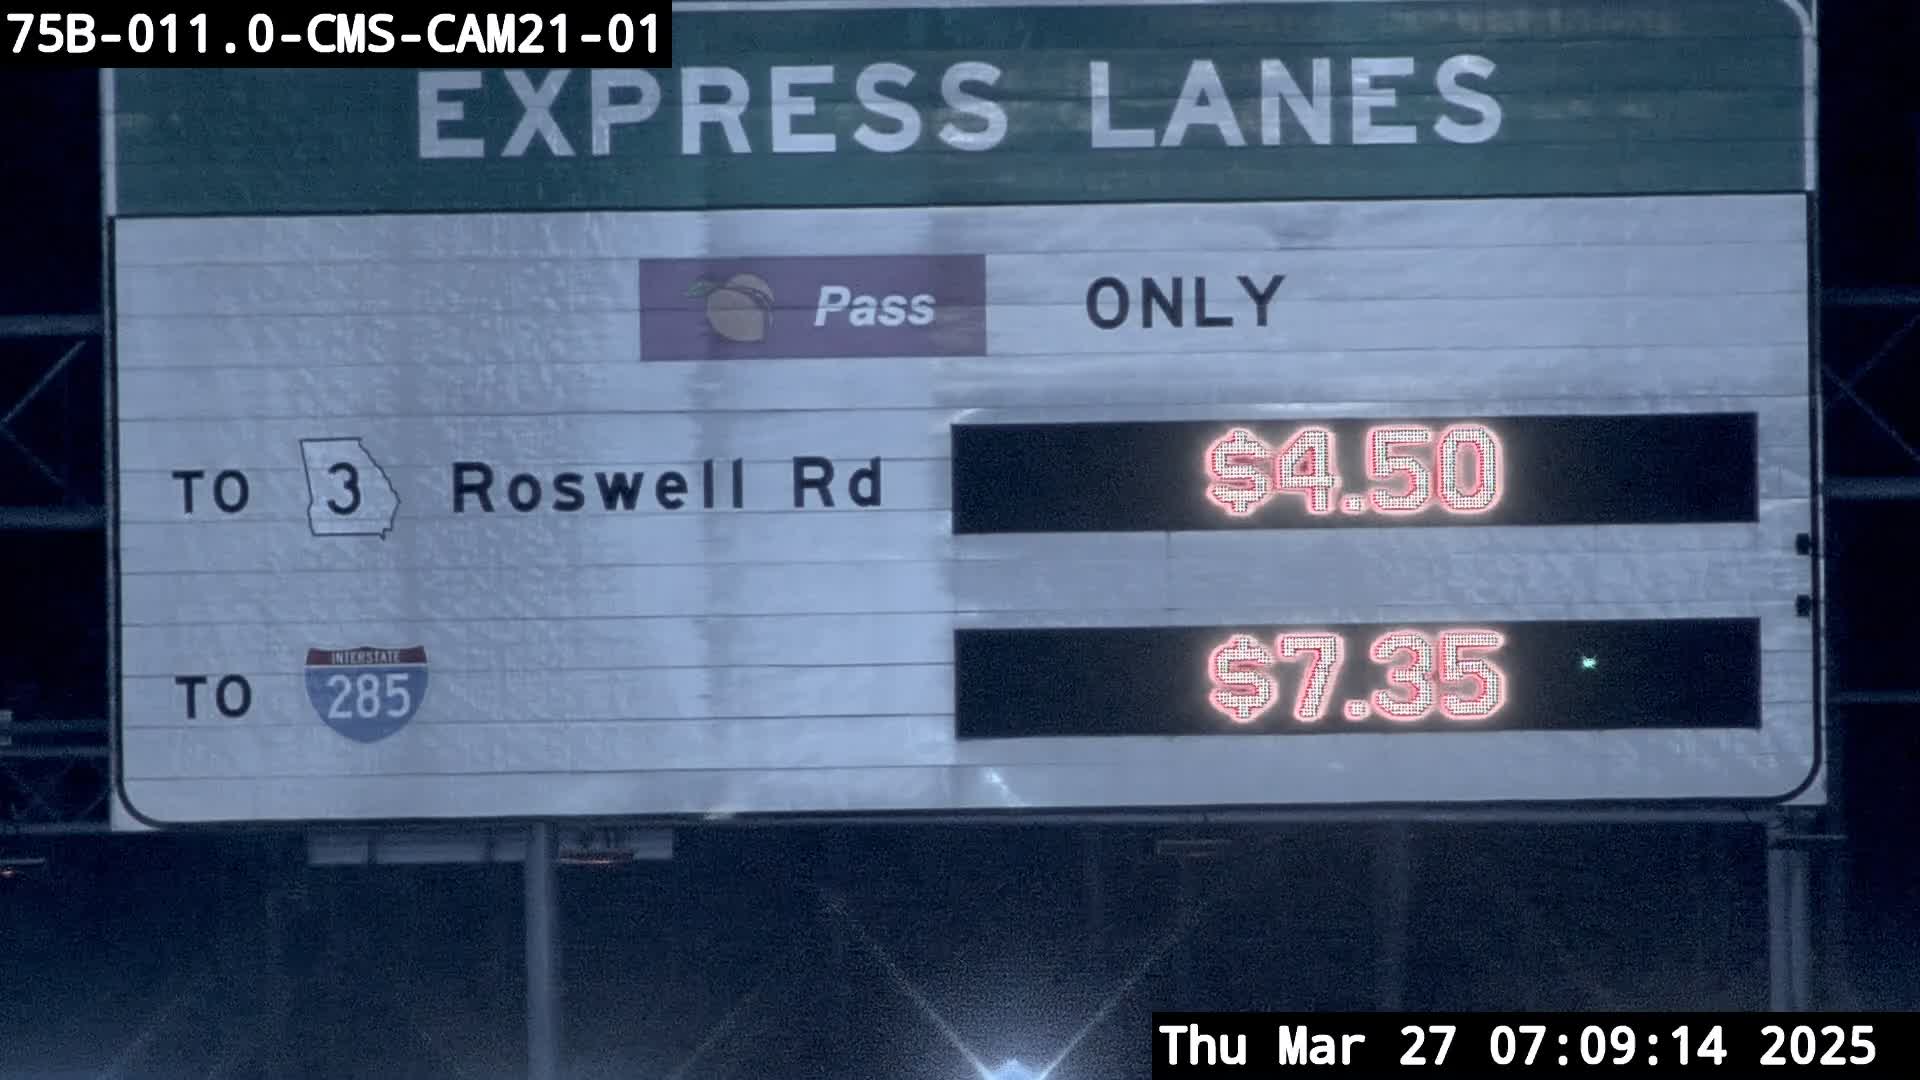 75B-011.0-CMS-CAM21-01
EXPRESS LANES
Pass ONLY
TO 3 Roswell Rd $4.50
INTERSTATE
TO 285 $7.35
Thu Mar 27 07:09:14 2025